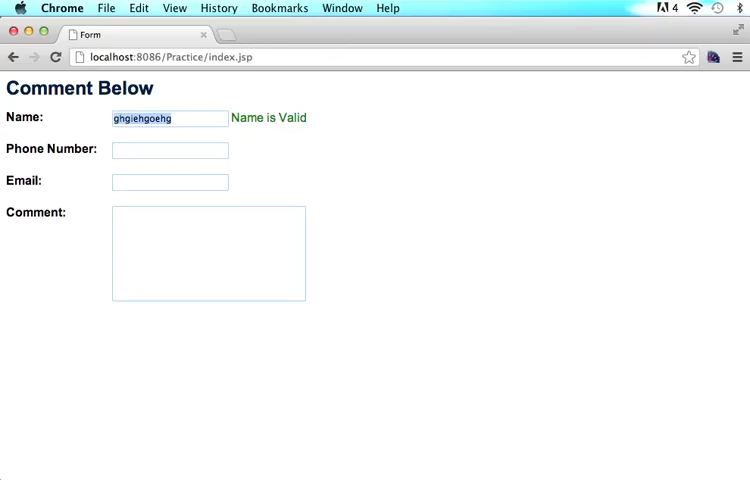 Chrome File Edit View History Bookmarks Window Help 4
Form
localhost:8086/Practice/index.jsp
Comment Below
Name: ghgiehgoehg Name is Valid
Phone Number:
Email:
Comment: